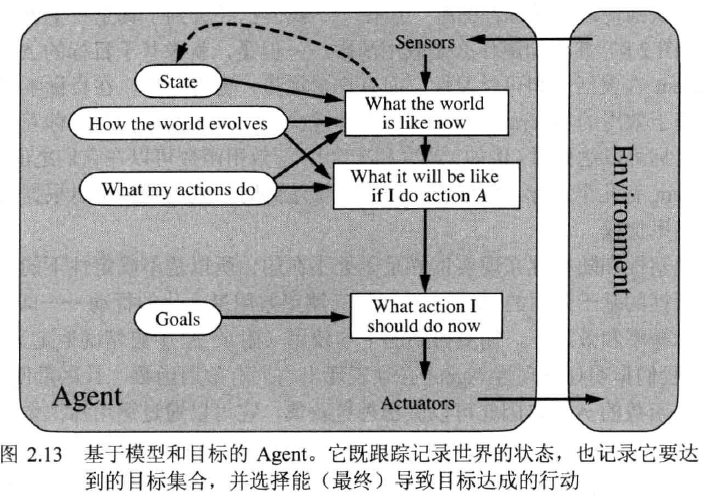 Sensors
State
What the world
is like now
How the world evolves
What my actions do
What it will be like
if I do action A
Environment
Goals
What action I
should do now
Agent
Actuators
图 2.13 基于模型和目标的 Agent。它既跟踪记录世界的状态，也记录它要达
到的目标集合，并选择能（最终）导致目标达成的行动